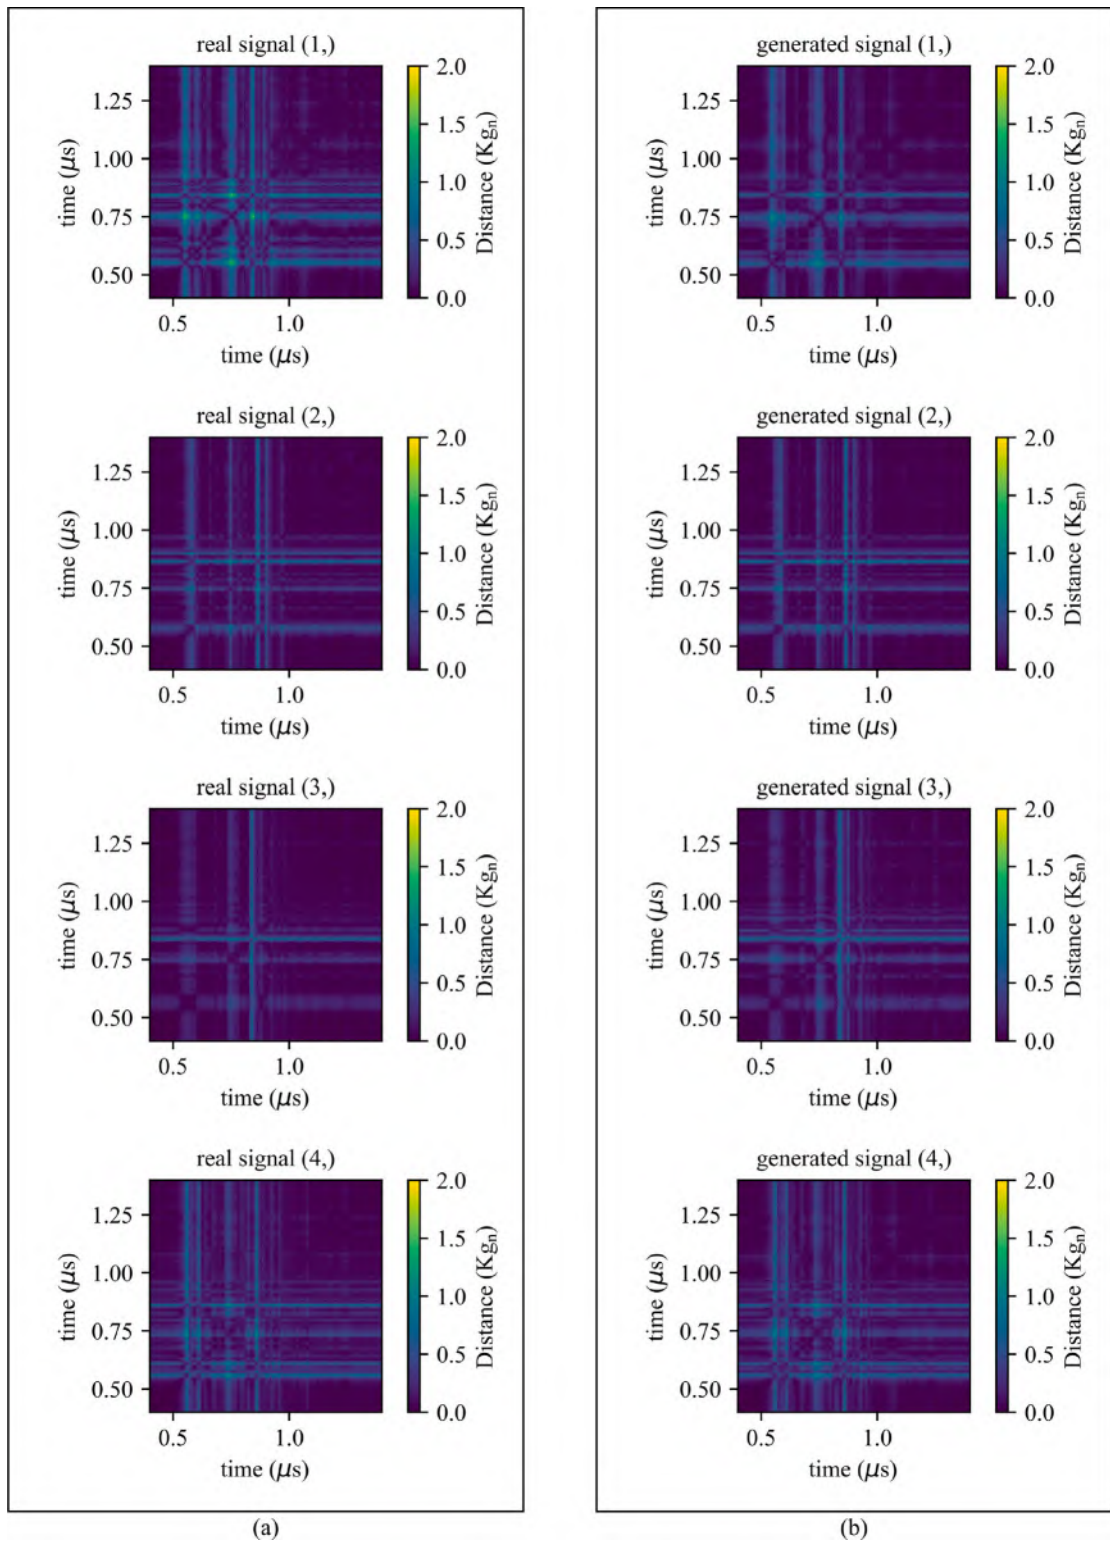 real signal (1,)
1.25
1.00
0.75
0.50
time (μs)
0.5 1.0
time (μs)
2.0
1.5
1.0
0.5
0.0
Distance (Kgn)
real signal (2,)
1.25
1.00
0.75
0.50
time (μs)
0.5 1.0
time (μs)
2.0
1.5
1.0
0.5
0.0
Distance (Kgn)
real signal (3,)
1.25
1.00
0.75
0.50
time (μs)
0.5 1.0
time (μs)
2.0
1.5
1.0
0.5
0.0
Distance (Kgn)
real signal (4,)
1.25
1.00
0.75
0.50
time (μs)
0.5 1.0
time (μs)
2.0
1.5
1.0
0.5
0.0
Distance (Kgn)
(a)
generated signal (1,)
1.25
1.00
0.75
0.50
time (μs)
0.5 1.0
time (μs)
2.0
1.5
1.0
0.5
0.0
Distance (Kgn)
generated signal (2,)
1.25
1.00
0.75
0.50
time (μs)
0.5 1.0
time (μs)
2.0
1.5
1.0
0.5
0.0
Distance (Kgn)
generated signal (3,)
1.25
1.00
0.75
0.50
time (μs)
0.5 1.0
time (μs)
2.0
1.5
1.0
0.5
0.0
Distance (Kgn)
generated signal (4,)
1.25
1.00
0.75
0.50
time (μs)
0.5 1.0
time (μs)
2.0
1.5
1.0
0.5
0.0
Distance (Kgn)
(b)